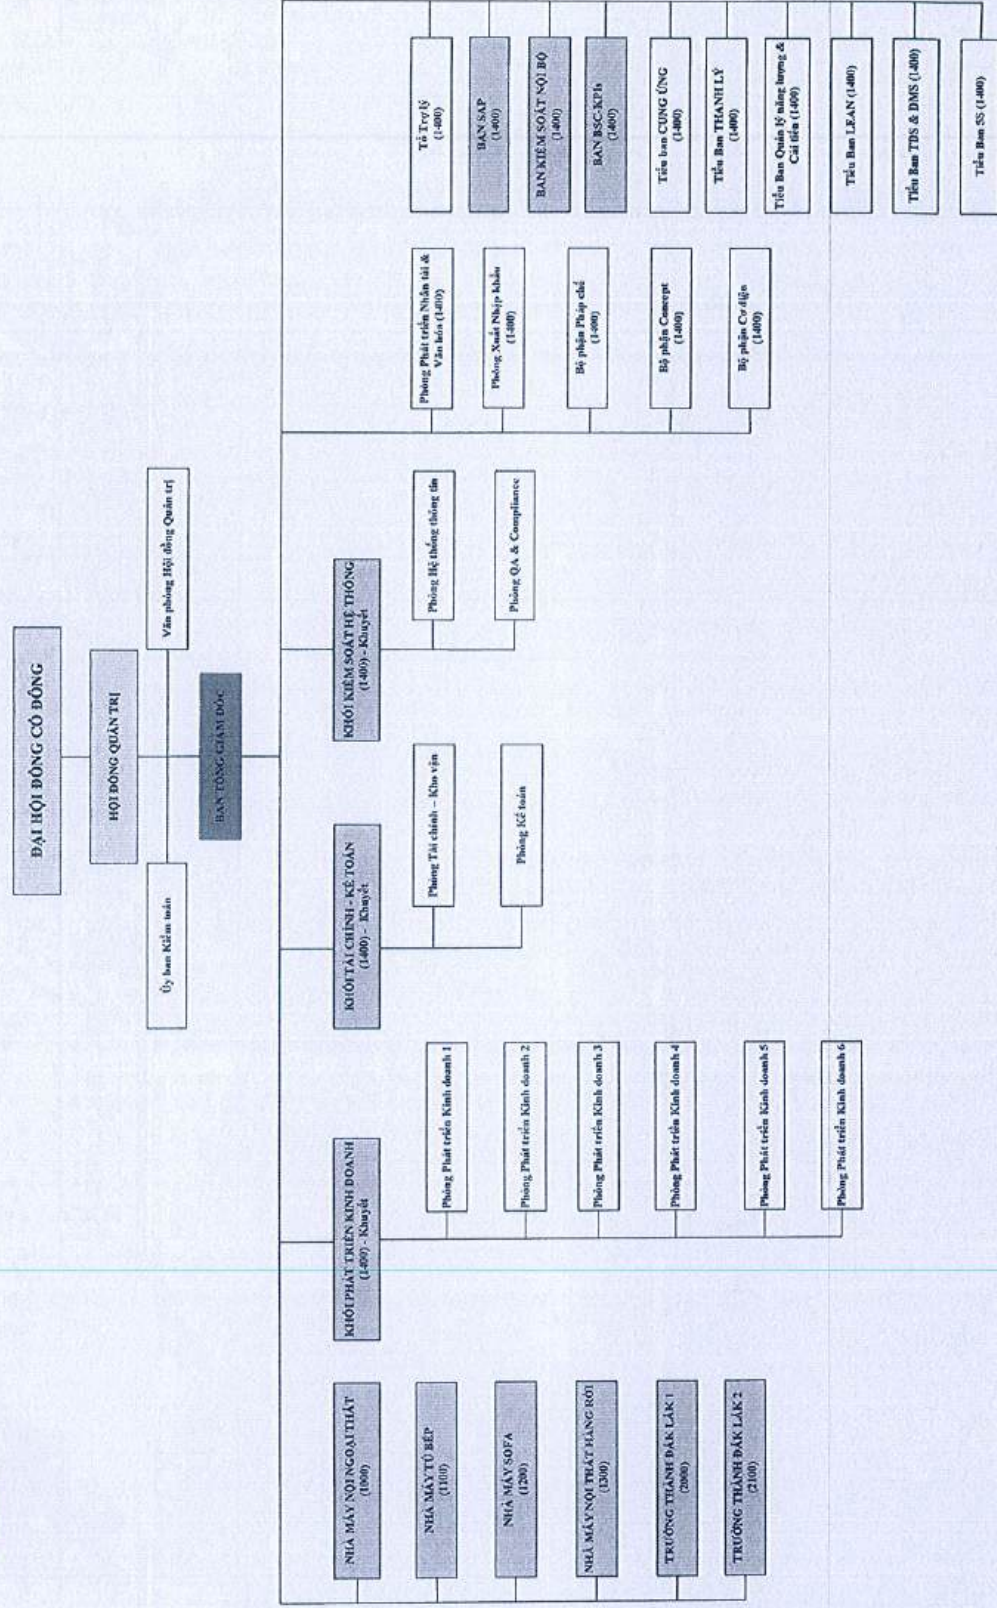 ĐẠI HỘI ĐỒNG CỔ ĐÔNG
HỘI ĐỒNG QUẢN TRỊ
Ủy ban Kiểm toán
Văn phòng Hội đồng Quản trị
BAN TỔNG GIÁM ĐỐC
NHÀ MÁY NỘI NGOẠI THẤT
(1000)
NHÀ MÁY TỦ BẾP
(1100)
NHÀ MÁY SOFA
(1200)
NHÀ MÁY NỘI THẤT HÀNG RỜI
(1300)
TRƯỜNG THÀNH ĐĂK LĂK 1
(2000)
TRƯỜNG THÀNH ĐĂK LĂK 2
(2100)
KHỐI PHÁT TRIỂN KINH DOANH
(1400) - Khuyết
Phòng Phát triển Kinh doanh 1
Phòng Phát triển Kinh doanh 2
Phòng Phát triển Kinh doanh 3
Phòng Phát triển Kinh doanh 4
Phòng Phát triển Kinh doanh 5
Phòng Phát triển Kinh doanh 6
KHỐI TÀI CHÍNH - KẾ TOÁN
(1400) - Khuyết
Phòng Tài chính – Kho vận
Phòng Kế toán
KHỐI KIỂM SOÁT HỆ THỐNG
(1400) - Khuyết
Phòng Hệ thống thông tin
Phòng QA & Compliance
Phòng Phát triển Nhân tài &
Văn hóa (1400)
Phòng Xuất Nhập khẩu
(1400)
Bộ phận Pháp chế
(1400)
Bộ phận Concept
(1400)
Bộ phận Cơ điện
(1400)
Tổ Trợ lý
(1400)
BAN SAP
(1400)
BAN KIỂM SOÁT NỘI BỘ
(1400)
BAN BSC-KPIs
(1400)
Tiểu ban CUNG ỨNG
(1400)
Tiểu Ban THANH LÝ
(1400)
Tiểu Ban Quản lý năng lượng &
Cải tiến (1400)
Tiểu Ban LEAN (1400)
Tiểu Ban TDS & DMS (1400)
Tiểu Ban 5S (1400)